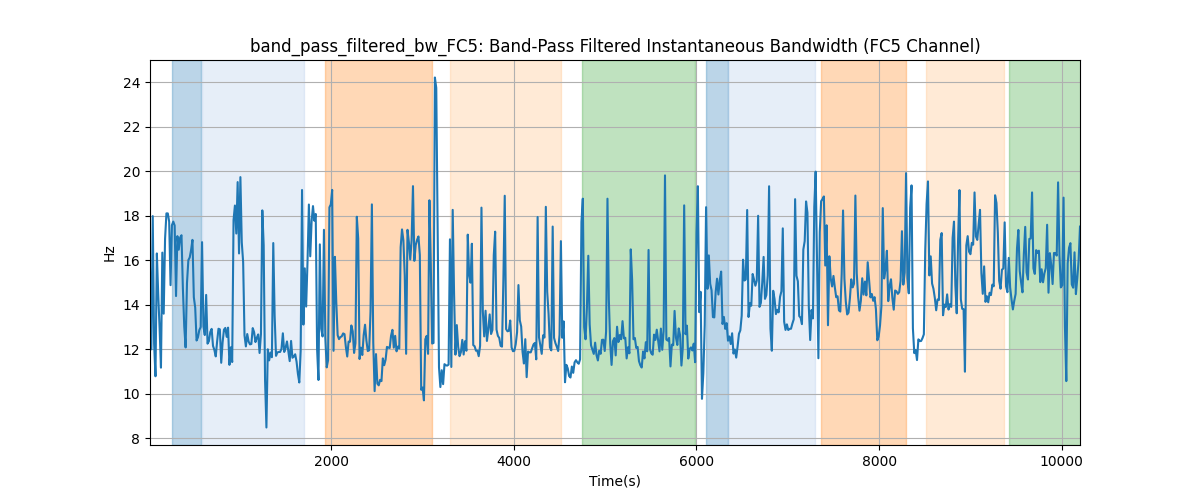 band_pass_filtered_bw_FC5: Band-Pass Filtered Instantaneous Bandwidth (FC5 Channel)
24
22
20
18
16
14
12
10
8
Hz
2000 4000 6000 8000 10000
Time(s)